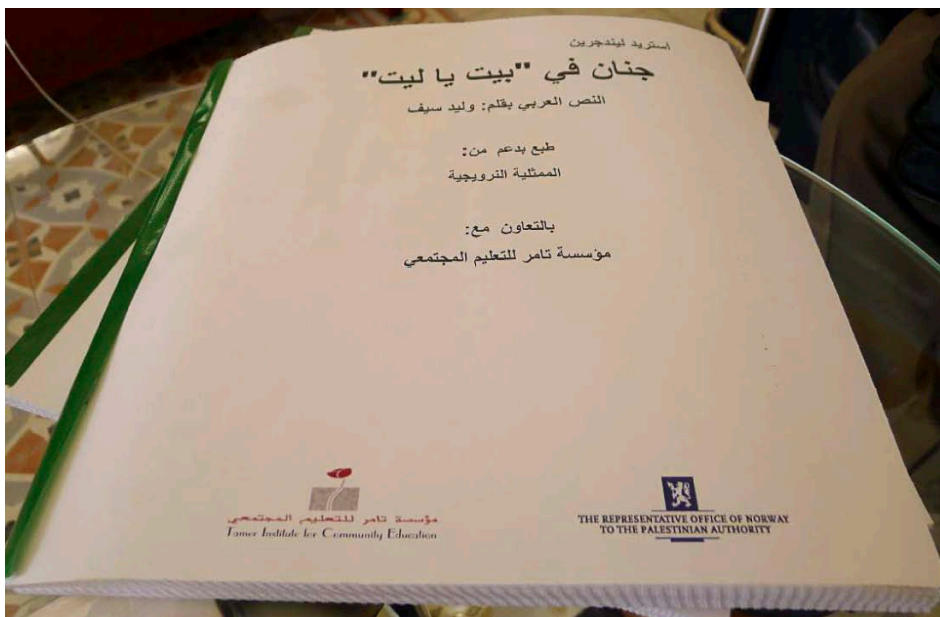 استريد ليندجرين
جنان في "بيت يا ليت"
النص العربي بقلم: وليد سيف
طبع بدعم من:
الممثلية النرويجية
بالتعاون مع:
مؤسسة تامر للتعليم المجتمعي
مؤسسة تامر للتعليم المجتمعي
Tamer Institute for Community Education
THE REPRESENTATIVE OFFICE OF NORWAY
TO THE PALESTINIAN AUTHORITY